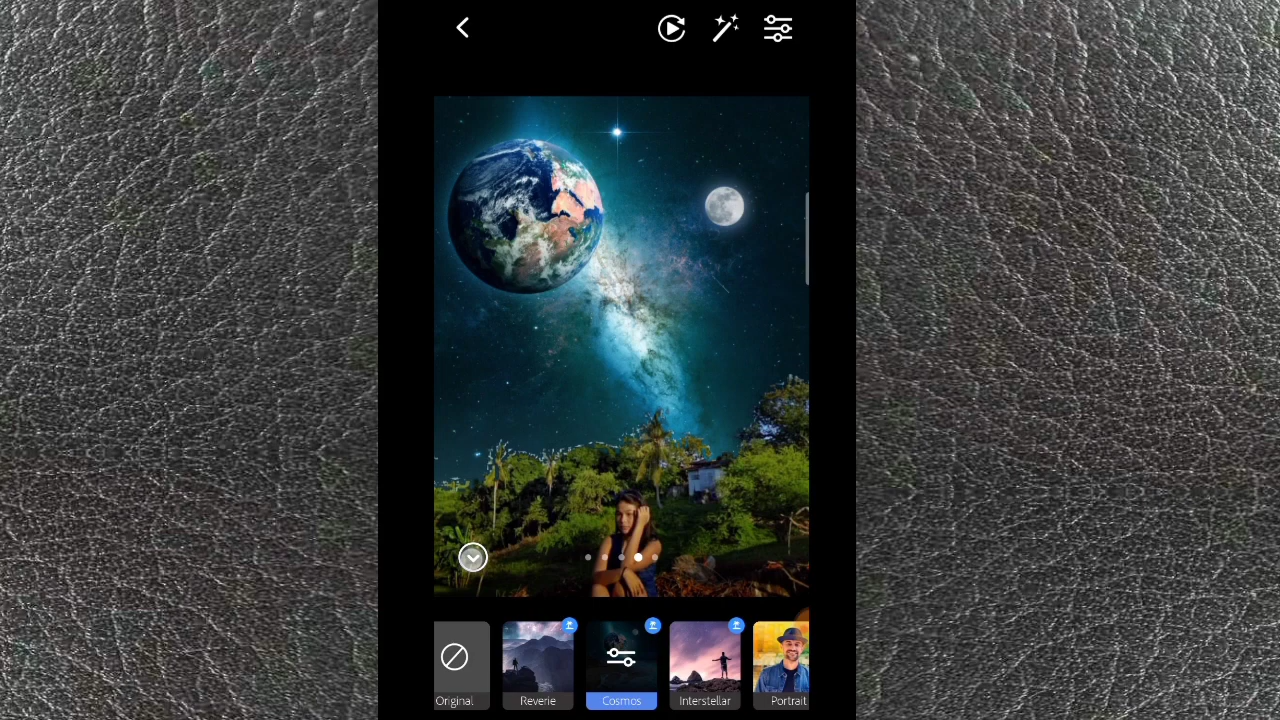 Original
Reverie
Cosmos
Interstellar
Portrait